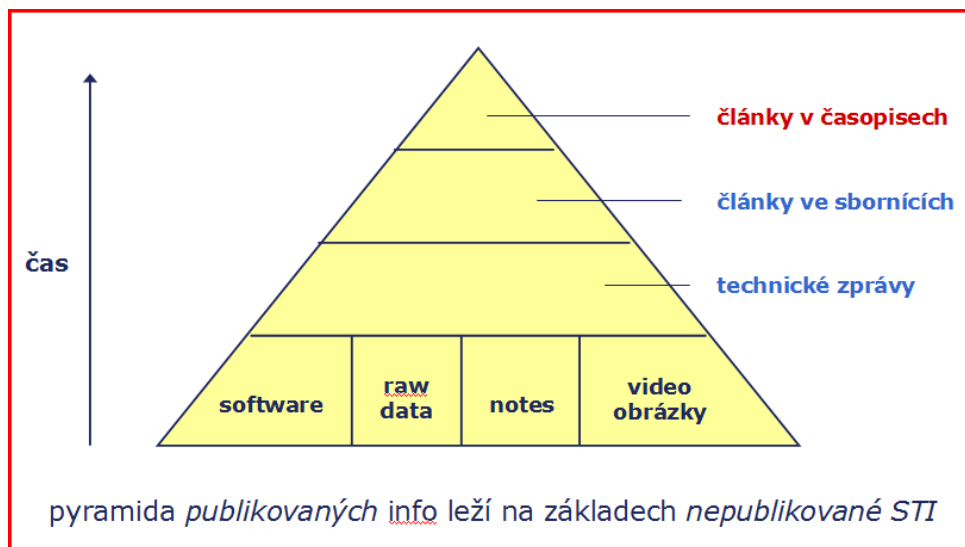 články v časopisech
články ve sbornících
čas
technické zprávy
software
raw
data
notes
video
obrázky
pyramida publikovaných info leží na základech nepublikované STI